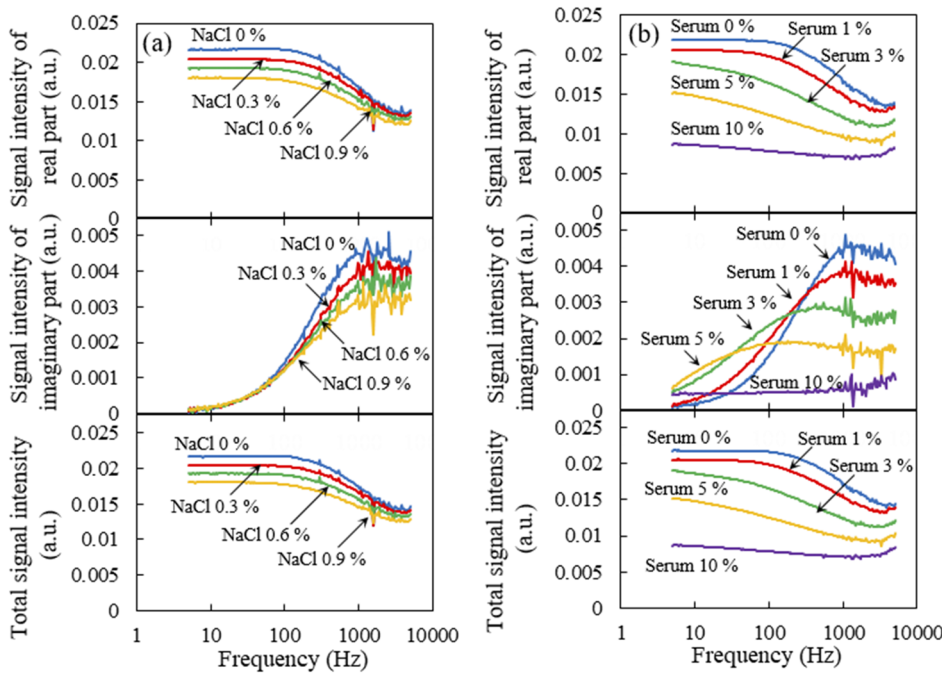 (a)
Signal intensity of
real part (a.u.)
0.025
0.02
0.015
0.01
0.005
0
NaCl 0 %
NaCl 0.3 %
NaCl 0.6 %
NaCl 0.9 %
Signal intensity of
imaginary part (a.u.)
0.005
0.004
0.003
0.002
0.001
0
NaCl 0 %
NaCl 0.3 %
NaCl 0.6 %
NaCl 0.9 %
Total signal intensity
(a.u.)
0.025
0.02
0.015
0.01
0.005
0
NaCl 0 %
NaCl 0.3 %
NaCl 0.6 %
NaCl 0.9 %
1 10 100 1000 10000
Frequency (Hz)
(b)
Signal intensity of
real part (a.u.)
0.025
0.02
0.015
0.01
0.005
0
Serum 0 %
Serum 1 %
Serum 3 %
Serum 5 %
Serum 10 %
Signal intensity of
imaginary part (a.u.)
0.005
0.004
0.003
0.002
0.001
0
Serum 0 %
Serum 1 %
Serum 3 %
Serum 5 %
Serum 10 %
Total signal intensity
(a.u.)
0.025
0.02
0.015
0.01
0.005
0
Serum 0 %
Serum 1 %
Serum 3 %
Serum 5 %
Serum 10 %
1 10 100 1000 10000
Frequency (Hz)